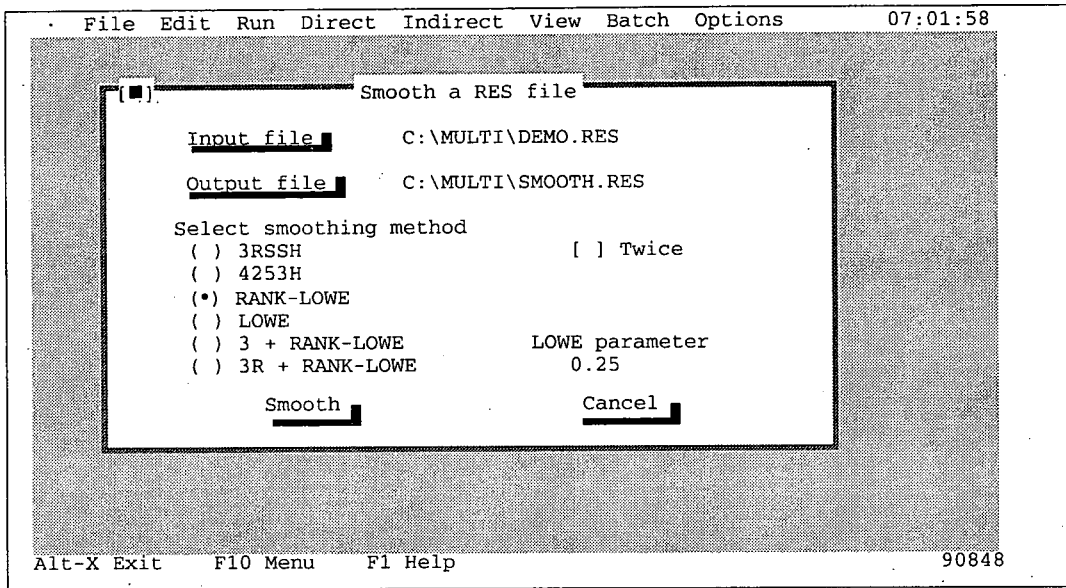 · File Edit Run Direct Indirect View Batch Options 07:01:58
[■] Smooth a RES file
Input file C:\MULTI\DEMO.RES
Output file C:\MULTI\SMOOTH.RES
Select smoothing method
( ) 3RSSH [ ] Twice
( ) 4253H
(•) RANK-LOWE
( ) LOWE
( ) 3 + RANK-LOWE LOWE parameter
( ) 3R + RANK-LOWE 0.25
Smooth Cancel
Alt-X Exit F10 Menu F1 Help 90848